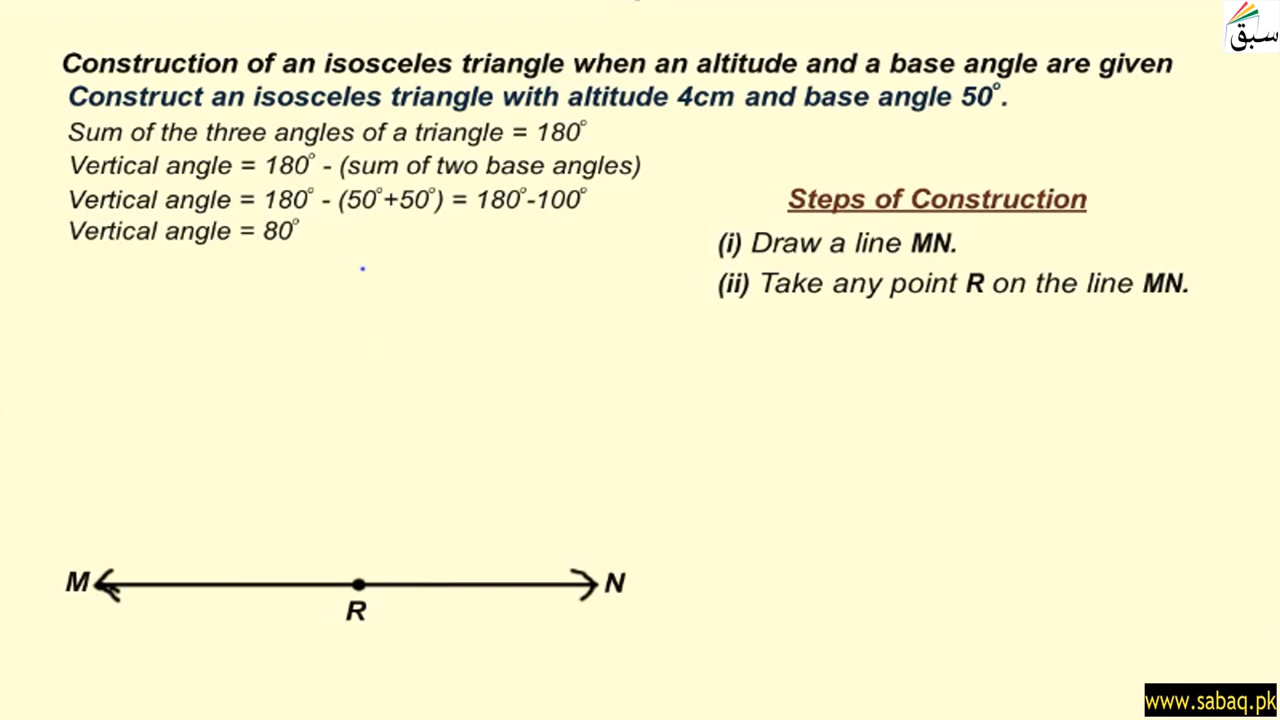 سبق
Construction of an isosceles triangle when an altitude and a base angle are given
Construct an isosceles triangle with altitude 4cm and base angle 50°.
Sum of the three angles of a triangle = 180°
Vertical angle = 180° - (sum of two base angles)
Vertical angle = 180° - (50°+50°) = 180°-100°
Vertical angle = 80°
Steps of Construction
(i) Draw a line MN.
(ii) Take any point R on the line MN.
M N
R
www.sabaq.pk